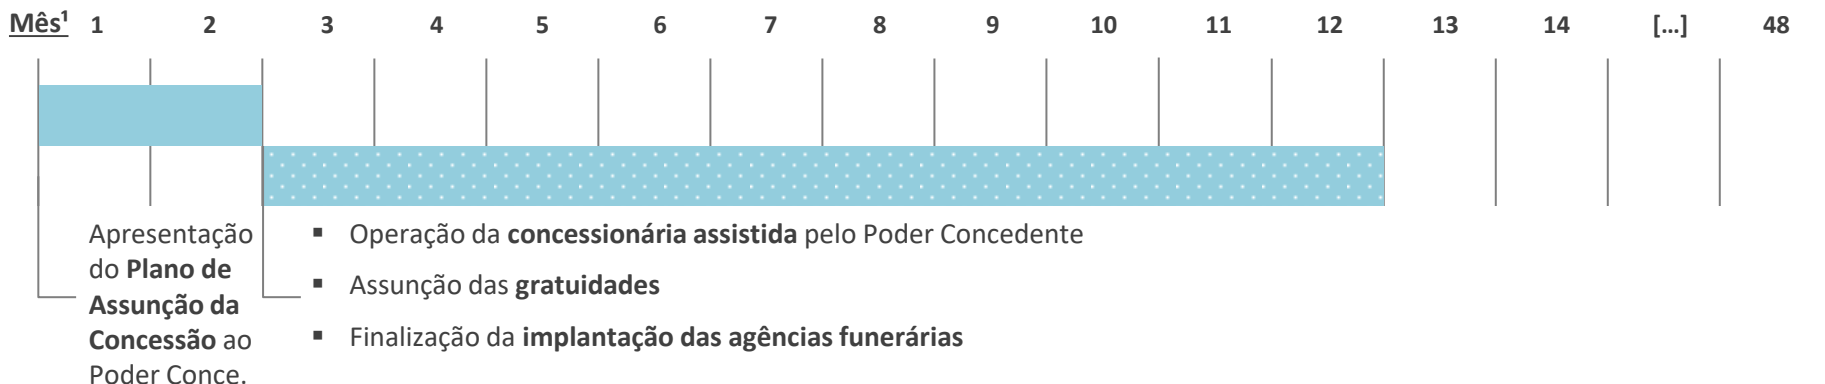 Mês¹ 1 2 3 4 5 6 7 8 9 10 11 12 13 14 [...] 48
Apresentação
do Plano de
Assunção da
Concessão ao
Poder Conce.
▪ Operação da concessionária assistida pelo Poder Concedente
▪ Assunção das gratuidades
▪ Finalização da implantação das agências funerárias